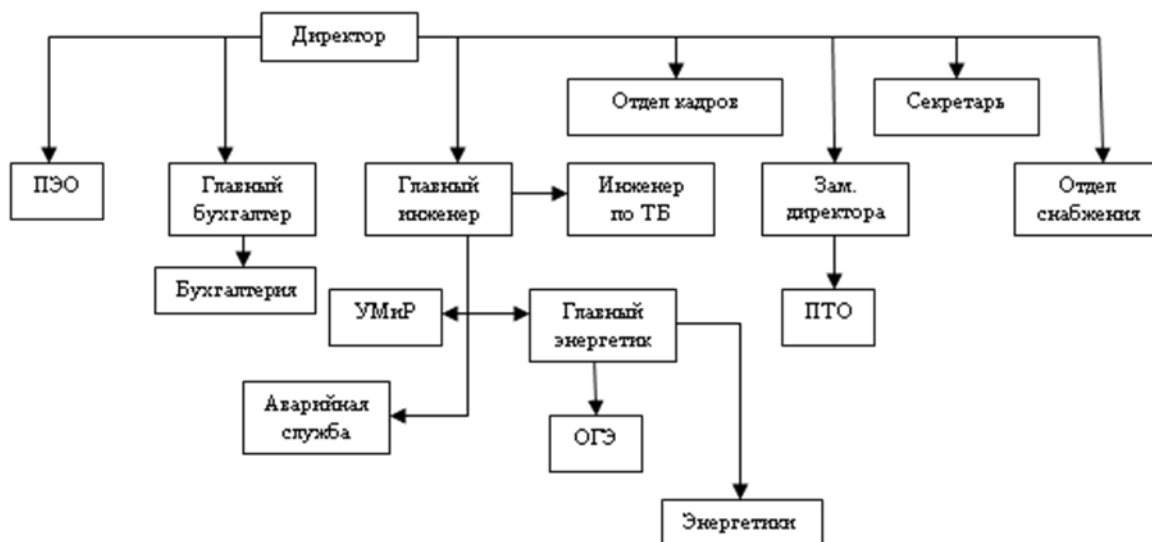 Директор
Отдел кадров
Секретарь
ПЭО
Главный
бухгалтер
Главный
инженер
Инженер
по ТБ
Зам.
директора
Отдел
снабжения
Бухгалтерия
УМиР
Главный
энергетик
ПТО
Аварийная
служба
ОГЭ
Энергетики